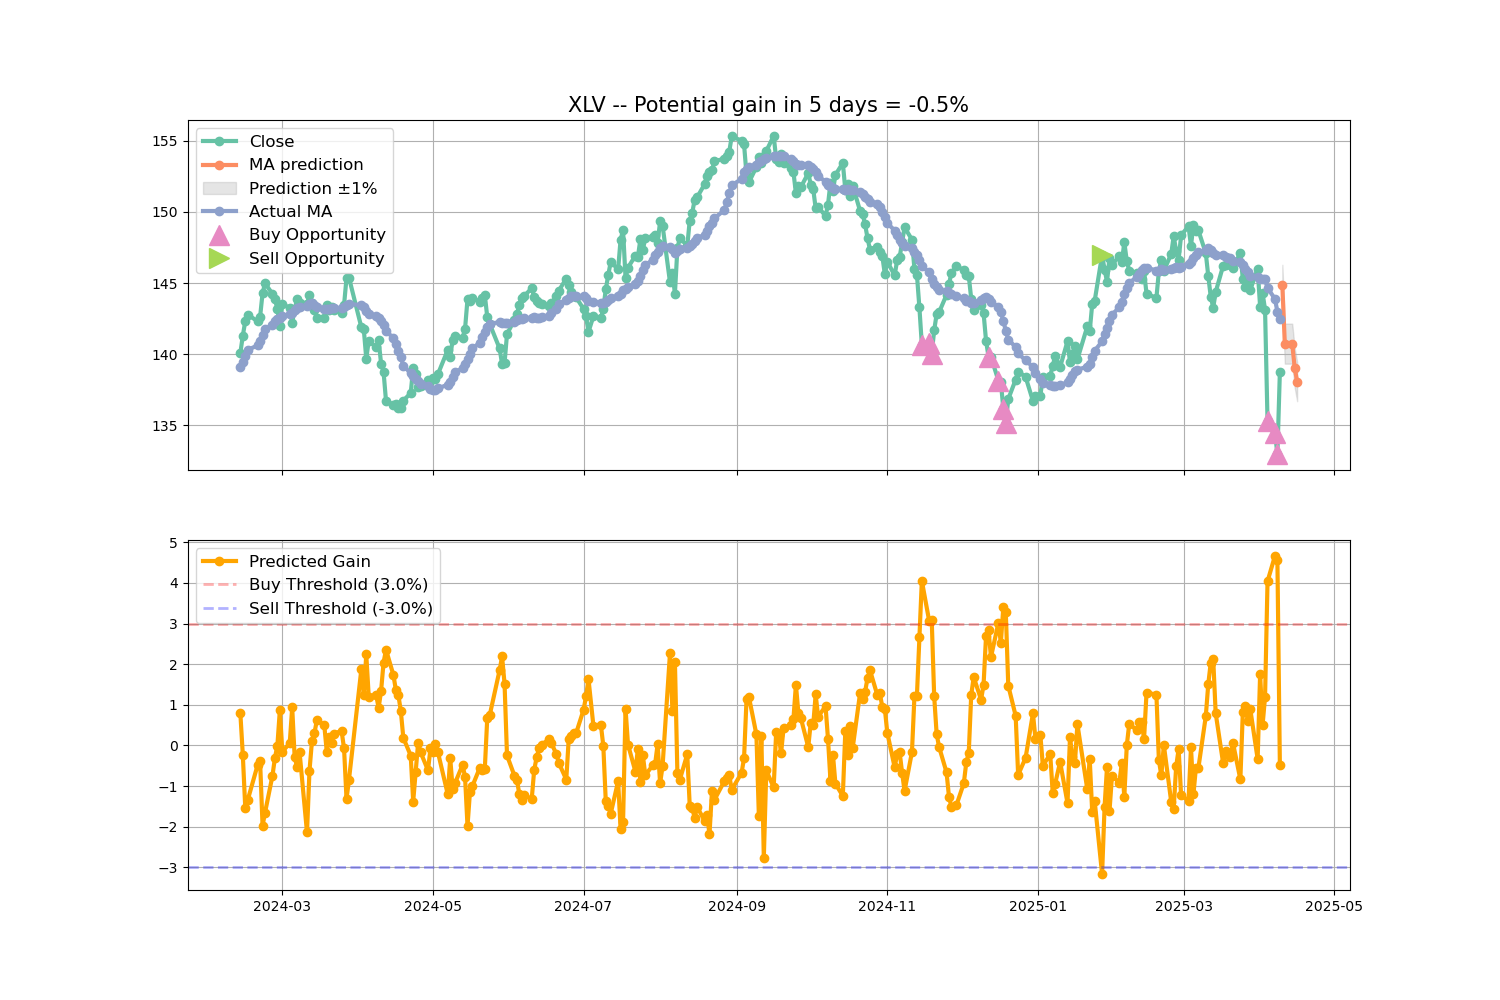 XLV -- Potential gain in 5 days = -0.5%
155
150
145
140
135
Close
MA prediction
Prediction ±1%
Actual MA
Buy Opportunity
Sell Opportunity
5
4
3
2
1
0
−1
−2
−3
Predicted Gain
Buy Threshold (3.0%)
Sell Threshold (-3.0%)
2024-03
2024-05
2024-07
2024-09
2024-11
2025-01
2025-03
2025-05